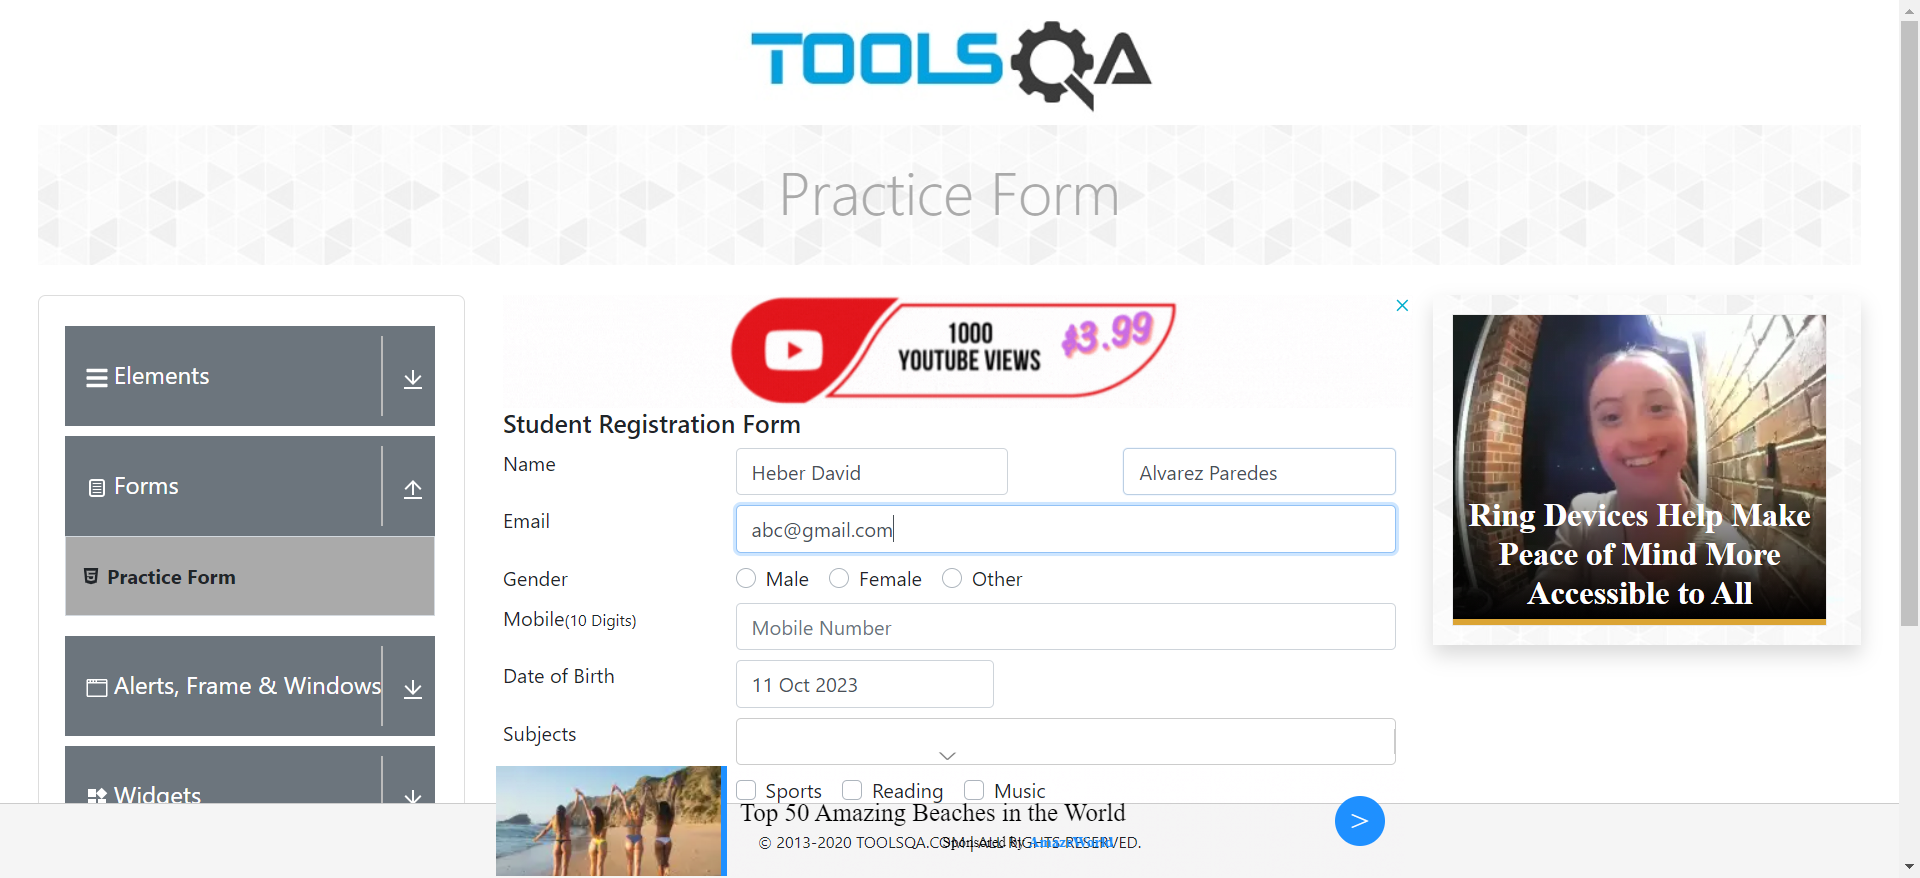 TOOLSQA
Practice Form
Elements
Forms
Practice Form
Alerts, Frame & Windows
Widgets
1000
YOUTUBE VIEWS
$3.99
Student Registration Form
Name
Heber David
Alvarez Paredes
Email
abc@gmail.com
Gender
Male
Female
Other
Mobile(10 Digits)
Mobile Number
Date of Birth
11 Oct 2023
Subjects
Sports
Reading
Music
Ring Devices Help Make
Peace of Mind More
Accessible to All
Top 50 Amazing Beaches in the World
© 2013-2020 TOOLSQA.COM | ALL RIGHTS RESERVED.